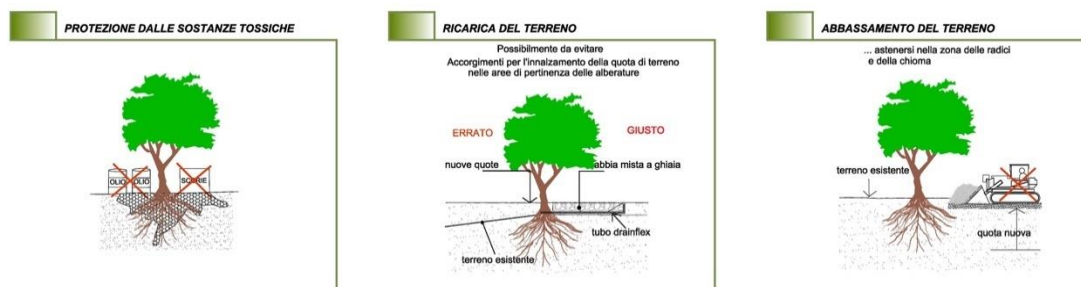 PROTEZIONE DALLE SOSTANZE TOSSICHE
OLIO OLIO SCORIE
RICARICA DEL TERRENO
Possibilmente da evitare
Accorgimenti per l'innalzamento della quota di terreno
nelle aree di pertinenza delle alberature
ERRATO GIUSTO
nuove quote abbia mista a ghiaia
tubo drainflex
terreno esistente
ABBASSAMENTO DEL TERRENO
... astenersi nella zona delle radici
e della chioma
terreno esistente
quota nuova